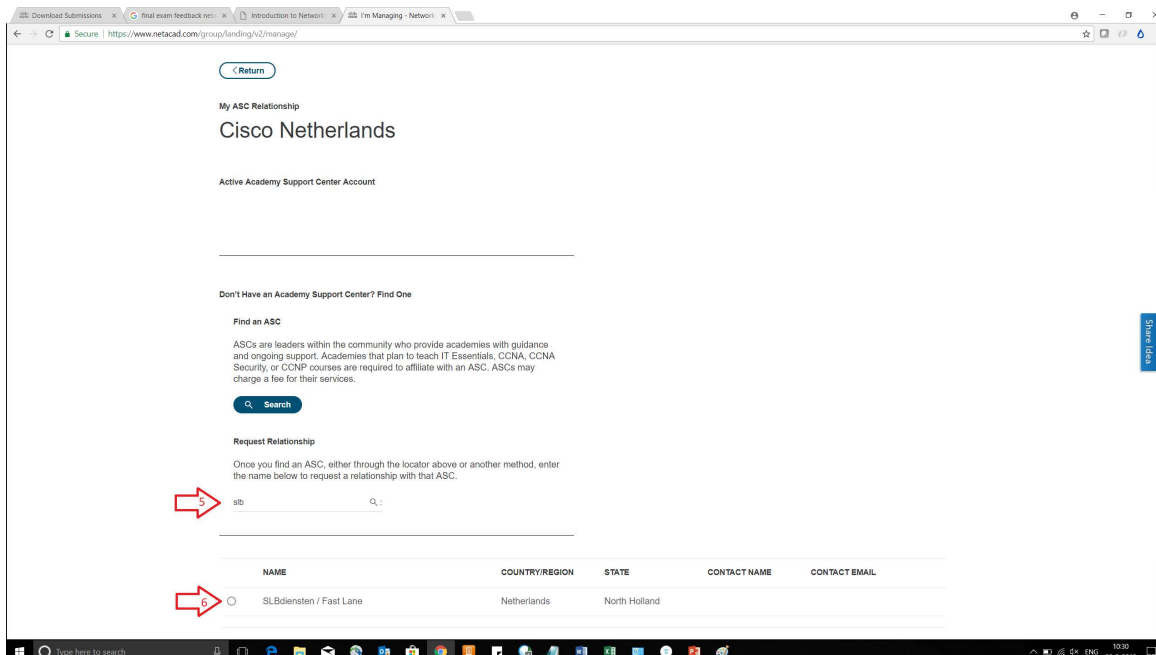 Download Submissions
final exam feedback net
Introduction to Network
I'm Managing - Network
Secure | https://www.netacad.com/group/landing/v2/manage/
Return
My ASC Relationship
Cisco Netherlands
Active Academy Support Center Account
Don't Have an Academy Support Center? Find One
Find an ASC
ASCs are leaders within the community who provide academies with guidance
and ongoing support. Academies that plan to teach IT Essentials, CCNA, CCNA
Security, or CCNP courses are required to affiliate with an ASC. ASCs may
charge a fee for their services.
Search
Request Relationship
Once you find an ASC, either through the locator above or another method, enter
the name below to request a relationship with that ASC.
5 slb
NAME COUNTRY/REGION STATE CONTACT NAME CONTACT EMAIL
6 SLBdiensten / Fast Lane Netherlands North Holland
Share Idea
Type here to search
ENG 10:30